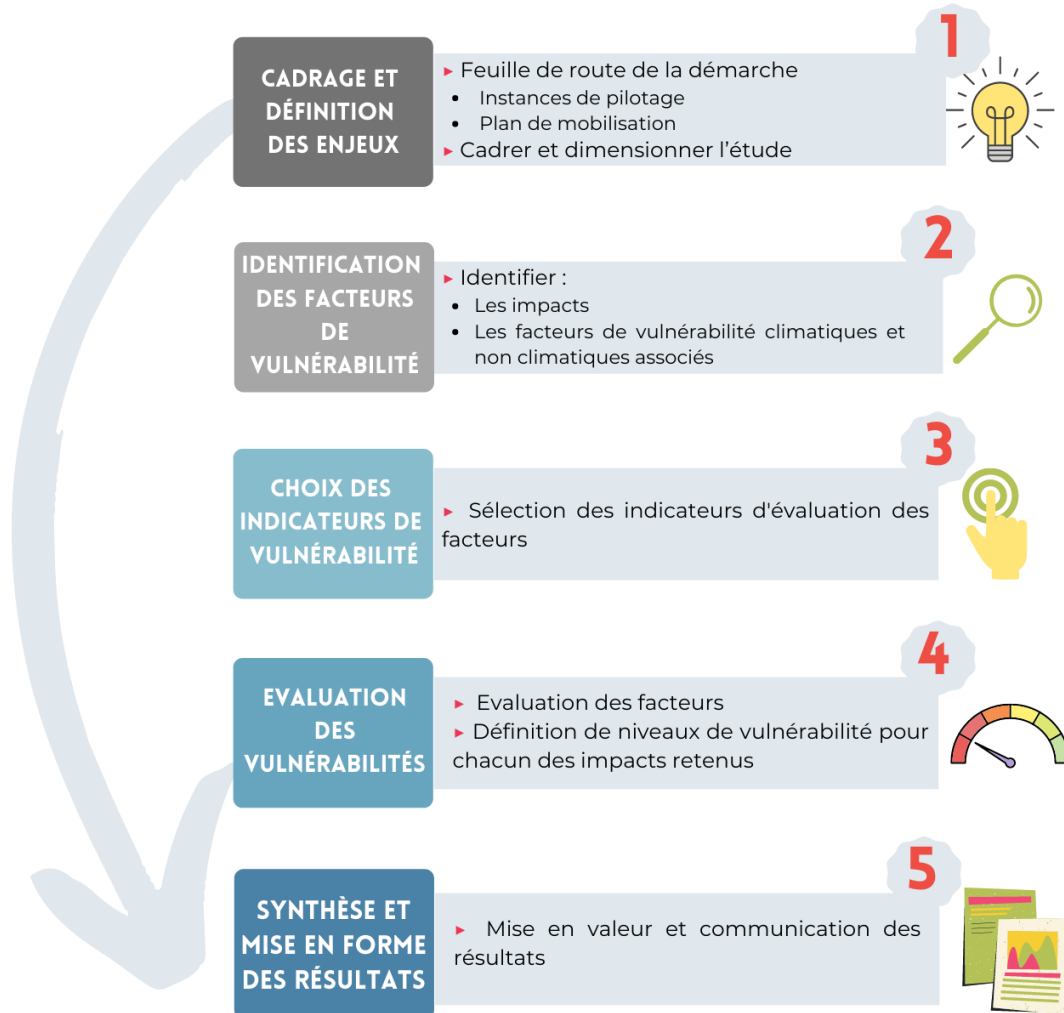 1
CADRAGE ET
DÉFINITION
DES ENJEUX
► Feuille de route de la démarche
• Instances de pilotage
• Plan de mobilisation
► Cadrer et dimensionner l’étude
2
IDENTIFICATION
DES FACTEURS
DE
VULNÉRABILITÉ
► Identifier :
• Les impacts
• Les facteurs de vulnérabilité climatiques et
non climatiques associés
3
CHOIX DES
INDICATEURS DE
VULNÉRABILITÉ
► Sélection des indicateurs d'évaluation des
facteurs
4
EVALUATION
DES
VULNÉRABILITÉS
► Evaluation des facteurs
► Définition de niveaux de vulnérabilité pour
chacun des impacts retenus
5
SYNTHÈSE ET
MISE EN FORME
DES RÉSULTATS
► Mise en valeur et communication des
résultats